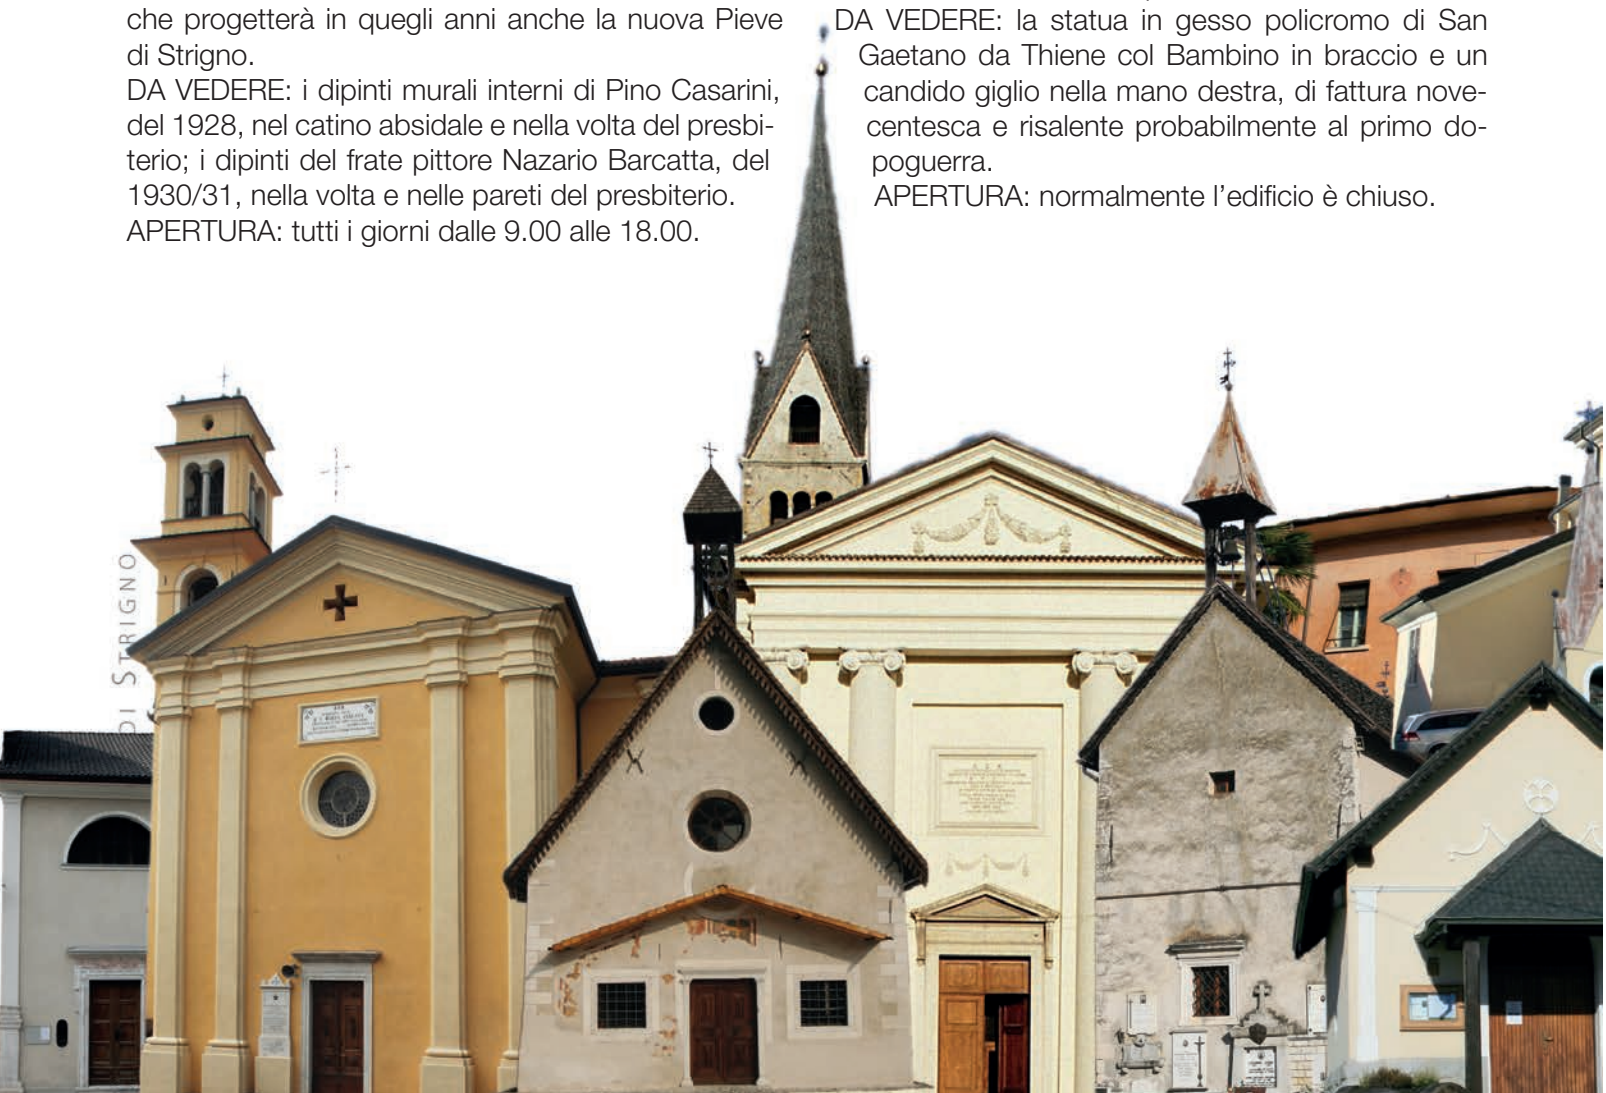 che progetterà in quegli anni anche la nuova Pieve
di Strigno.
DA VEDERE: i dipinti murali interni di Pino Casarini,
del 1928, nel catino absidale e nella volta del presbi-
terio; i dipinti del frate pittore Nazario Barcatta, del
1930/31, nella volta e nelle pareti del presbiterio.
APERTURA: tutti i giorni dalle 9.00 alle 18.00.
DA VEDERE: la statua in gesso policromo di San
Gaetano da Thiene col Bambino in braccio e un
candido giglio nella mano destra, di fattura nove-
centesca e risalente probabilmente al primo do-
poguerra.
APERTURA: normalmente l'edificio è chiuso.
DI STRIGNO